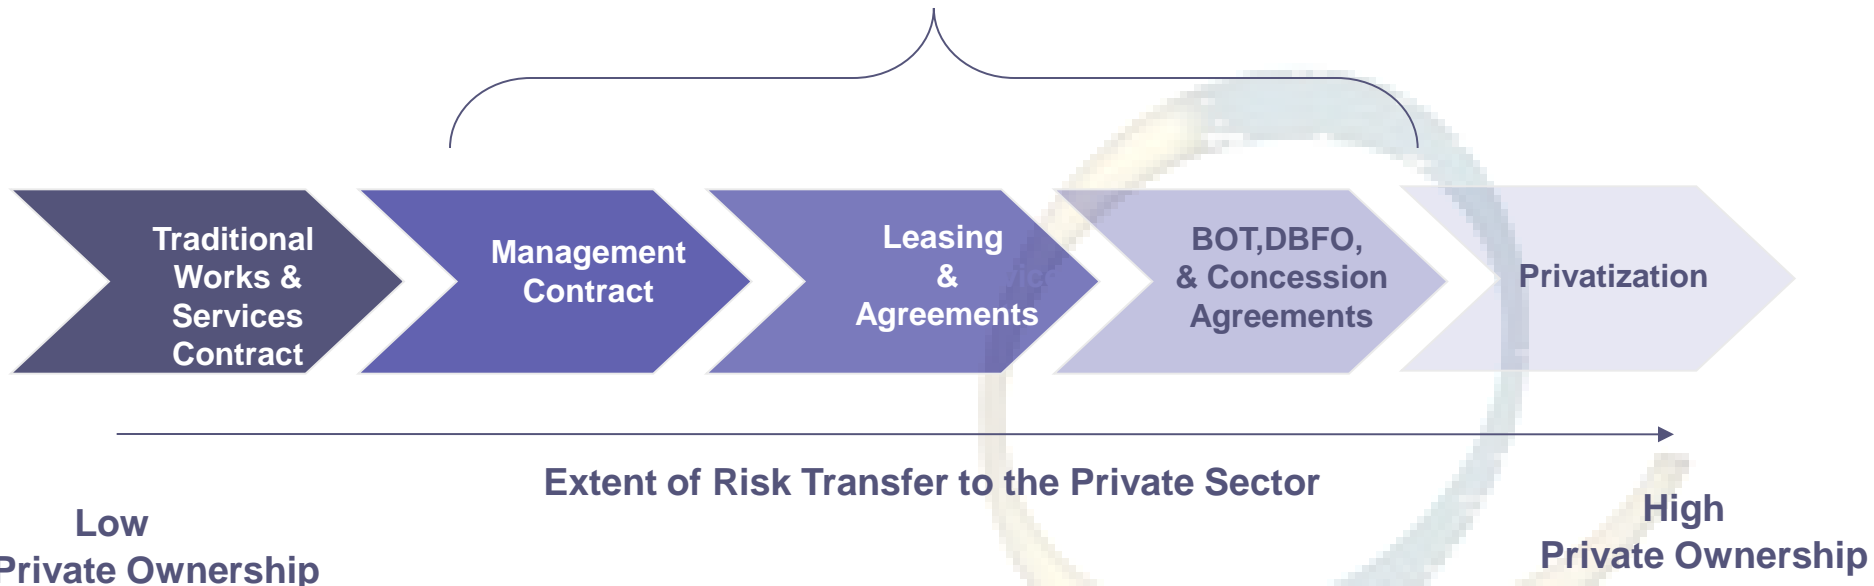 Traditional
Works &
Services
Contract
Management
Contract
Leasing
&
Agreements
BOT,DBFO,
& Concession
Agreements
Privatization
Extent of Risk Transfer to the Private Sector
Low
Private Ownership
High
Private Ownership